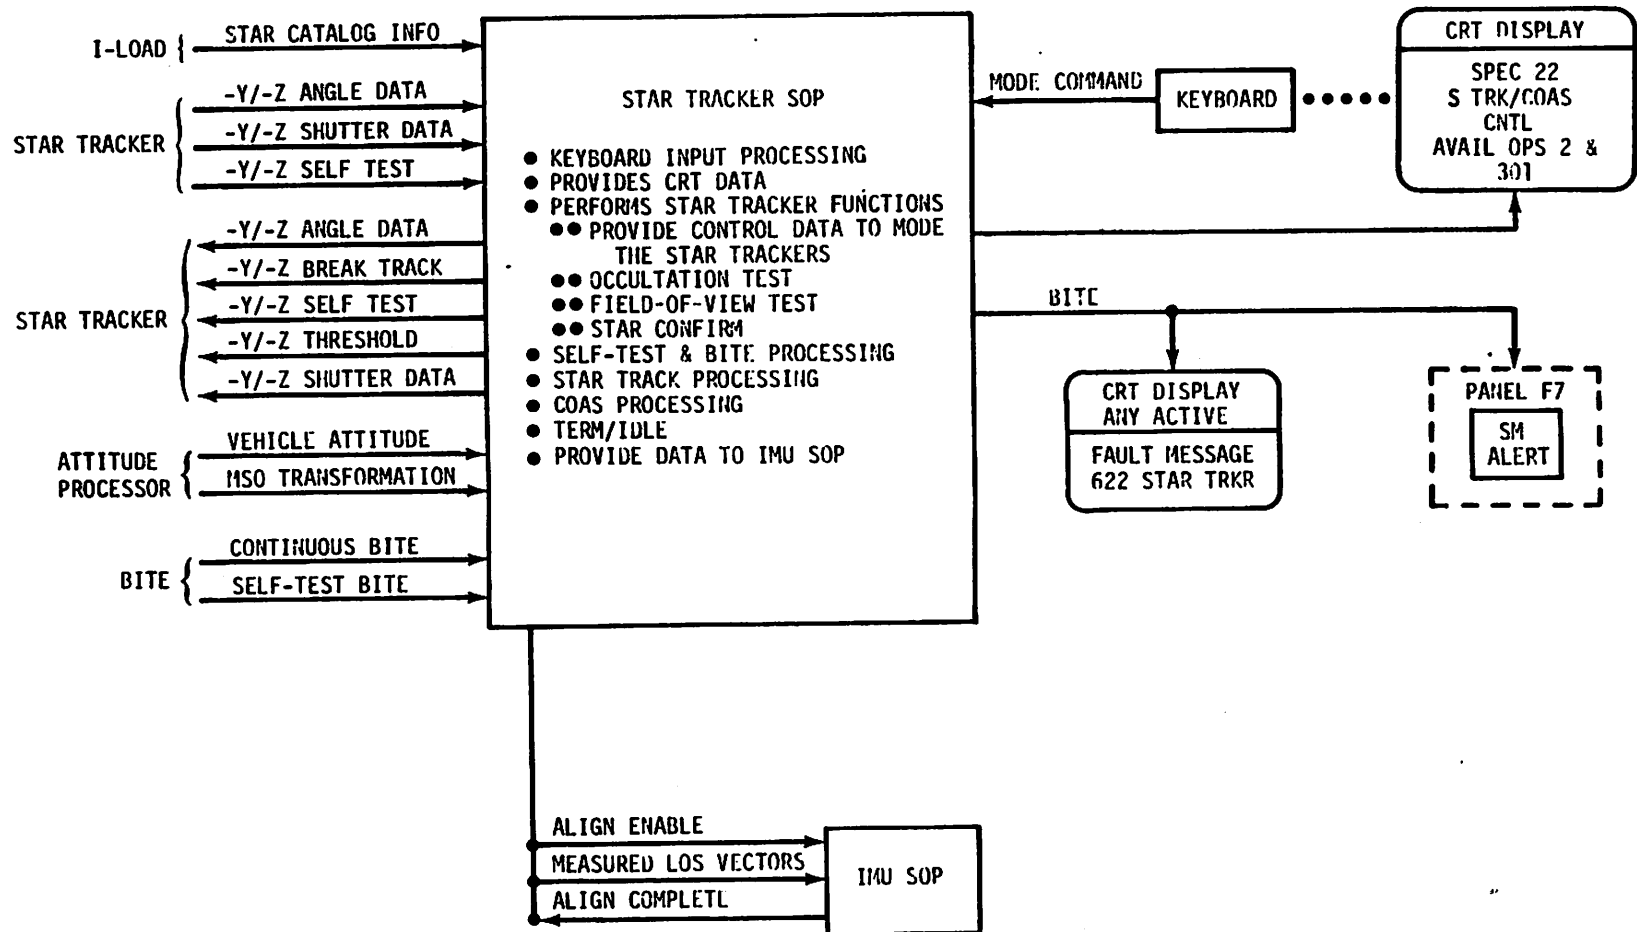 I-LOAD {
STAR CATALOG INFO
STAR TRACKER {
-Y/-Z ANGLE DATA
-Y/-Z SHUTTER DATA
-Y/-Z SELF TEST
STAR TRACKER {
-Y/-Z ANGLE DATA
-Y/-Z BREAK TRACK
-Y/-Z SELF TEST
-Y/-Z THRESHOLD
-Y/-Z SHUTTER DATA
ATTITUDE
PROCESSOR {
VEHICLE ATTITUDE
MSO TRANSFORMATION
BITE {
CONTINUOUS BITE
SELF-TEST BITE
STAR TRACKER SOP
● KEYBOARD INPUT PROCESSING
● PROVIDES CRT DATA
● PERFORMS STAR TRACKER FUNCTIONS
●● PROVIDE CONTROL DATA TO MODE
THE STAR TRACKERS
●● OCCULTATION TEST
●● FIELD-OF-VIEW TEST
●● STAR CONFIRM
● SELF-TEST & BITE PROCESSING
● STAR TRACK PROCESSING
● COAS PROCESSING
● TERM/IDLE
● PROVIDE DATA TO IMU SOP
MODE COMMAND
KEYBOARD
CRT DISPLAY
SPEC 22
S TRK/COAS
CNTL
AVAIL OPS 2 &
301
BITE
CRT DISPLAY
ANY ACTIVE
FAULT MESSAGE
622 STAR TRKR
PANEL F7
SM
ALERT
ALIGN ENABLE
MEASURED LOS VECTORS
ALIGN COMPLETE
IMU SOP